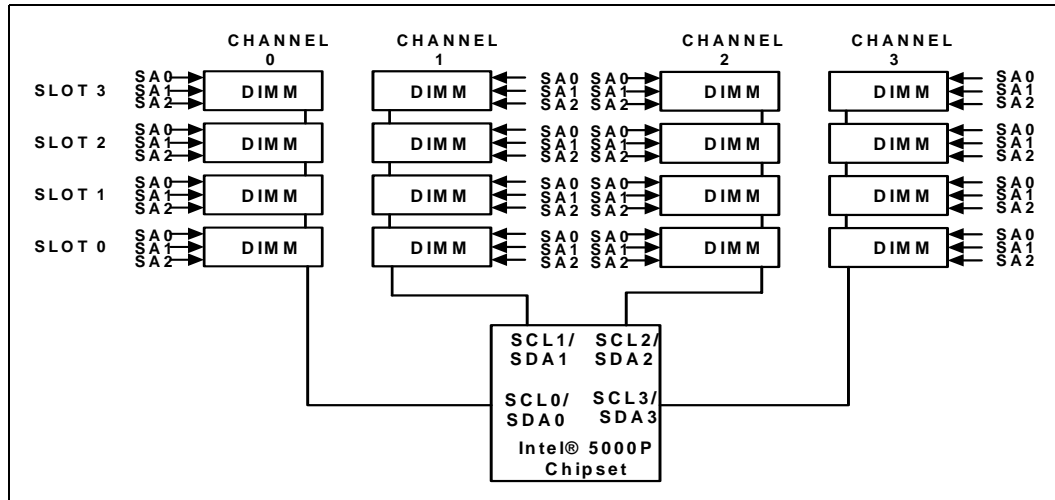 CHANNEL 0
CHANNEL 1
CHANNEL 2
CHANNEL 3
SLOT 3
SA0
SA1
SA2
DIMM
DIMM
SA0 SA0
SA1 SA1
SA2 SA2
DIMM
DIMM
SA0
SA1
SA2
SLOT 2
SA0
SA1
SA2
DIMM
DIMM
SA0 SA0
SA1 SA1
SA2 SA2
DIMM
DIMM
SA0
SA1
SA2
SLOT 1
SA0
SA1
SA2
DIMM
DIMM
SA0 SA0
SA1 SA1
SA2 SA2
DIMM
DIMM
SA0
SA1
SA2
SLOT 0
SA0
SA1
SA2
DIMM
DIMM
SA0 SA0
SA1 SA1
SA2 SA2
DIMM
DIMM
SA0
SA1
SA2
SCL1/
SDA1
SCL2/
SDA2
SCL0/
SDA0
SCL3/
SDA3
Intel® 5000P
Chipset